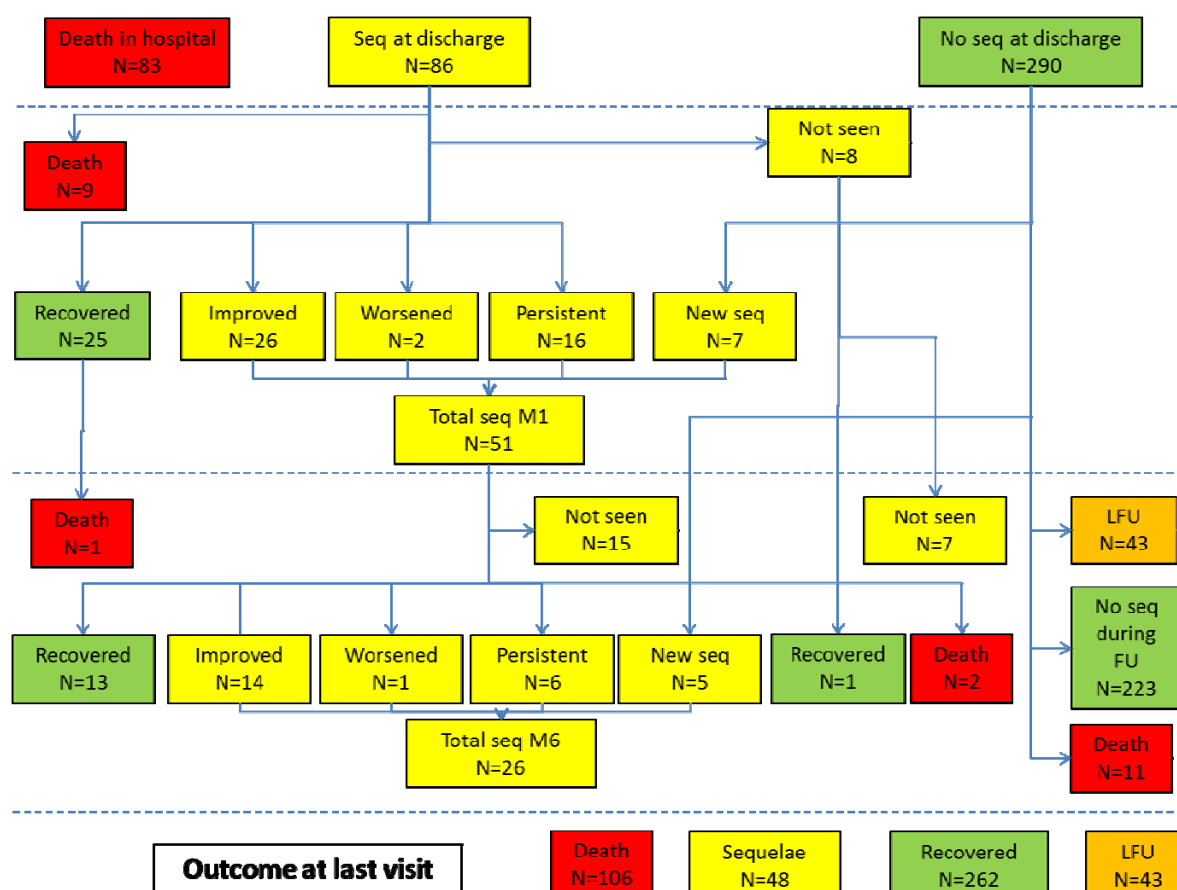 Death in hospital
N=83
Seq at discharge
N=86
No seq at discharge
N=290
Not seen
N=8
Death
N=9
Recovered
N=25
Improved
N=26
Worsened
N=2
Persistent
N=16
New seq
N=7
Total seq M1
N=51
Death
N=1
Not seen
N=15
Not seen
N=7
LFU
N=43
Recovered
N=13
Improved
N=14
Worsened
N=1
Persistent
N=6
New seq
N=5
Recovered
N=1
Death
N=2
No seq
during
FU
N=223
Total seq M6
N=26
Death
N=11
Outcome at last visit
Death
N=106
Sequelae
N=48
Recovered
N=262
LFU
N=43